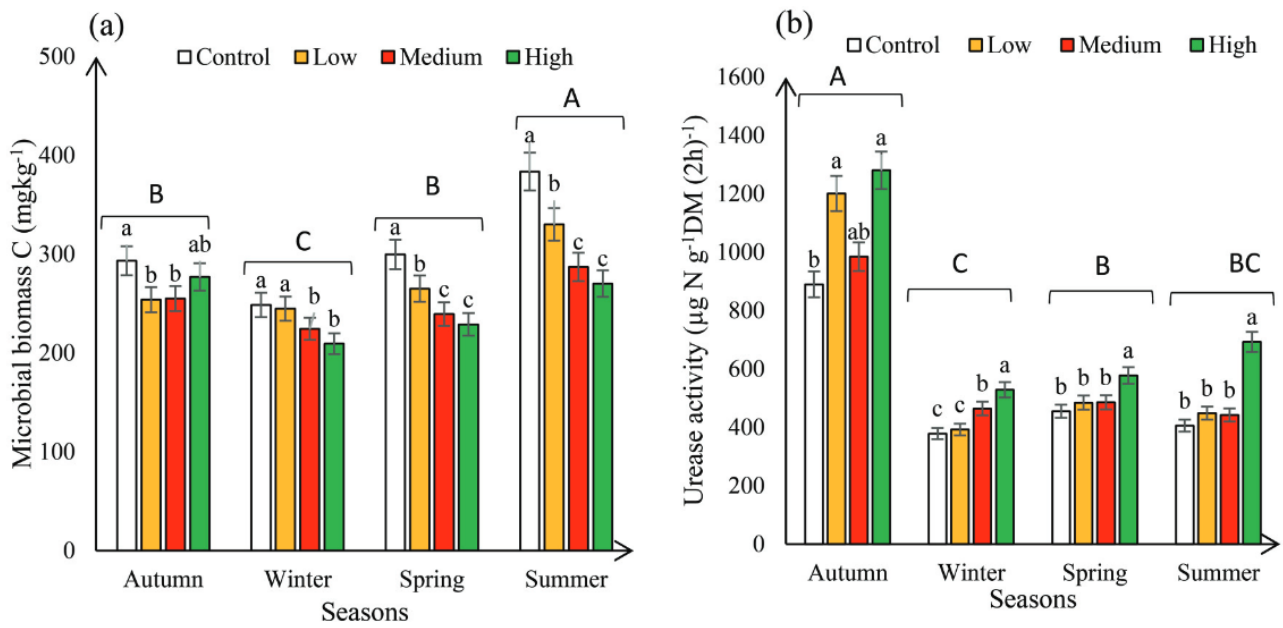 (a)
Control Low Medium High
Microbial biomass C (mgkg⁻¹)
500
400
300
200
100
0
B
a b b ab
C
a a b b
B
a b c c
A
a b c c
Autumn Winter Spring Summer
Seasons
(b)
Control Low Medium High
Urease activity (µg N g⁻¹DM (2h)⁻¹)
1600
1400
1200
1000
800
600
400
200
0
A
b a ab a
C
c c b a
B
b b b a
BC
b b b a
Autumn Winter Spring Summer
Seasons